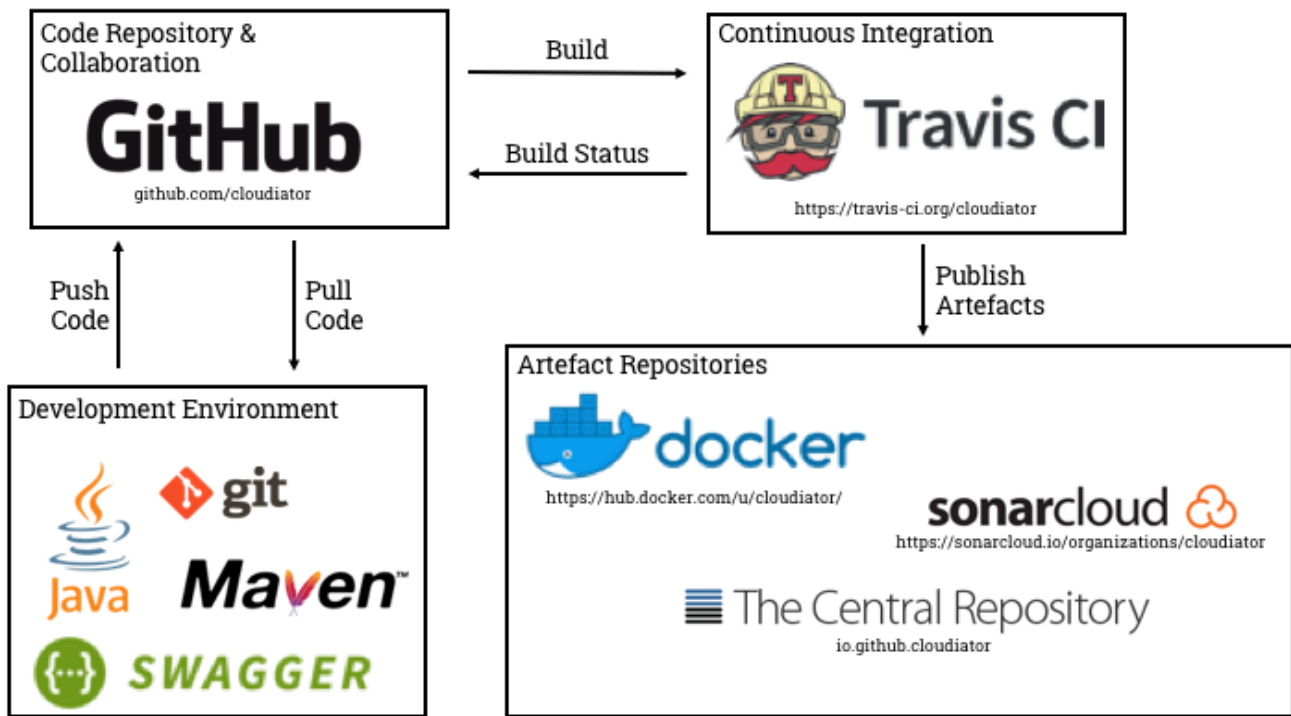 Code Repository &
Collaboration
GitHub
github.com/cloudiator
Build
Build Status
Continuous Integration
T
Travis CI
https://travis-ci.org/cloudiator
Push
Code
Pull
Code
Publish
Artefacts
Development Environment
git
Java
Maven™
{···} SWAGGER
Artefact Repositories
docker
https://hub.docker.com/u/cloudiator/
sonarcloud
https://sonarcloud.io/organizations/cloudiator
The Central Repository
io.github.cloudiator